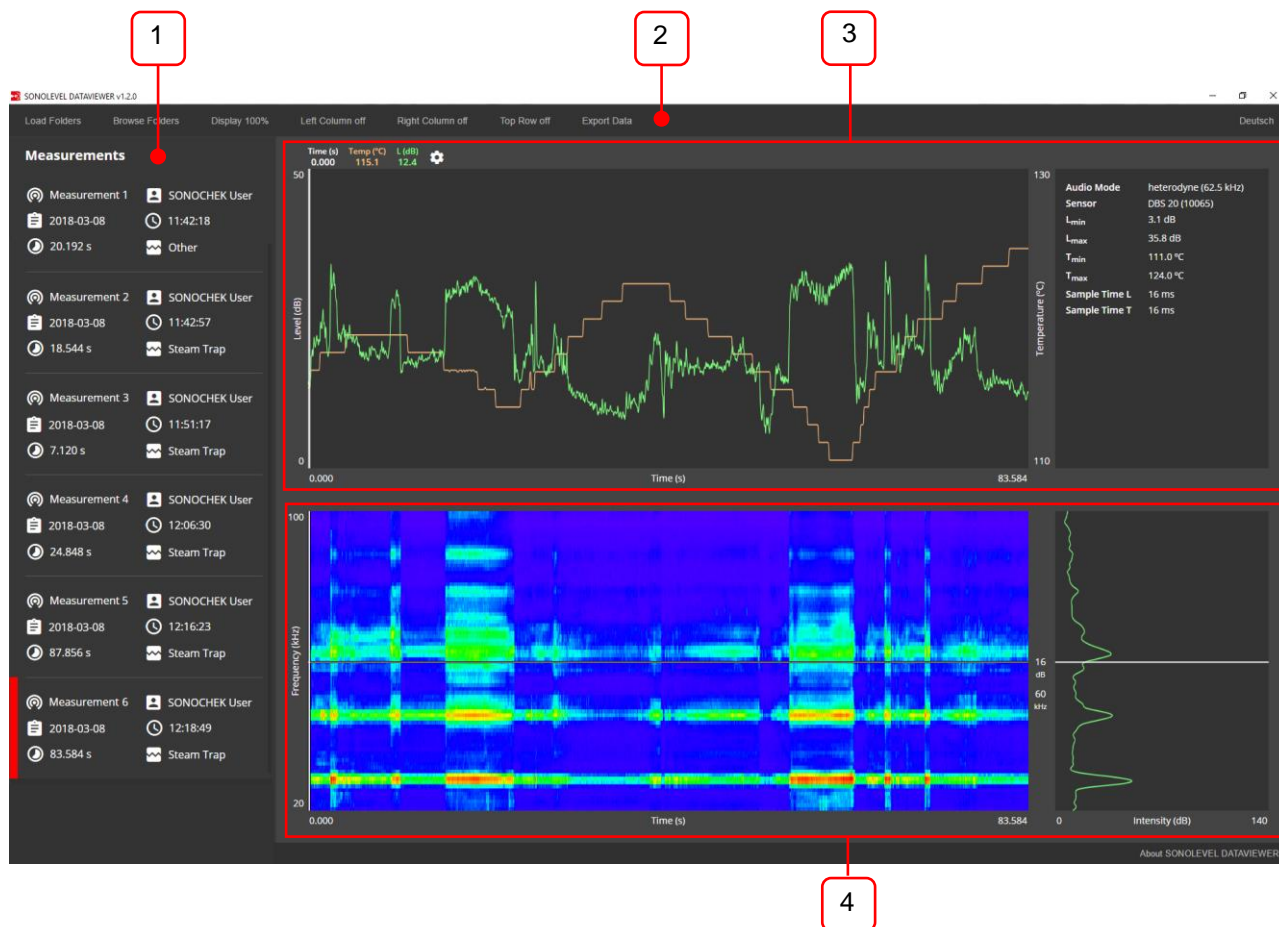 1
2
3
SONOLEVEL DATAVIEWER v1.2.0
Load Folders Browse Folders Display 100% Left Column off Right Column off Top Row off Export Data Deutsch
Measurements
Measurement 1 SONOCHEK User
2018-03-08 11:42:18
20.192 s Other
Measurement 2 SONOCHEK User
2018-03-08 11:42:57
18.544 s Steam Trap
Measurement 3 SONOCHEK User
2018-03-08 11:51:17
7.120 s Steam Trap
Measurement 4 SONOCHEK User
2018-03-08 12:06:30
24.848 s Steam Trap
Measurement 5 SONOCHEK User
2018-03-08 12:16:23
87.856 s Steam Trap
Measurement 6 SONOCHEK User
2018-03-08 12:18:49
83.584 s Steam Trap
Time (s) Temp (°C) L (dB)
0.000 115.1 12.4
50
Level (dB)
0
130
Temperature (°C)
110
0.000 Time (s) 83.584
Audio Mode heterodyne (62.5 kHz)
Sensor DBS 20 (10065)
Lmin 3.1 dB
Lmax 35.8 dB
Tmin 111.0 °C
Tmax 124.0 °C
Sample Time L 16 ms
Sample Time T 16 ms
100
Frequency (kHz)
20
0.000 Time (s) 83.584
16
dB
60
kHz
0 Intensity (dB) 140
About SONOLEVEL DATAVIEWER
4